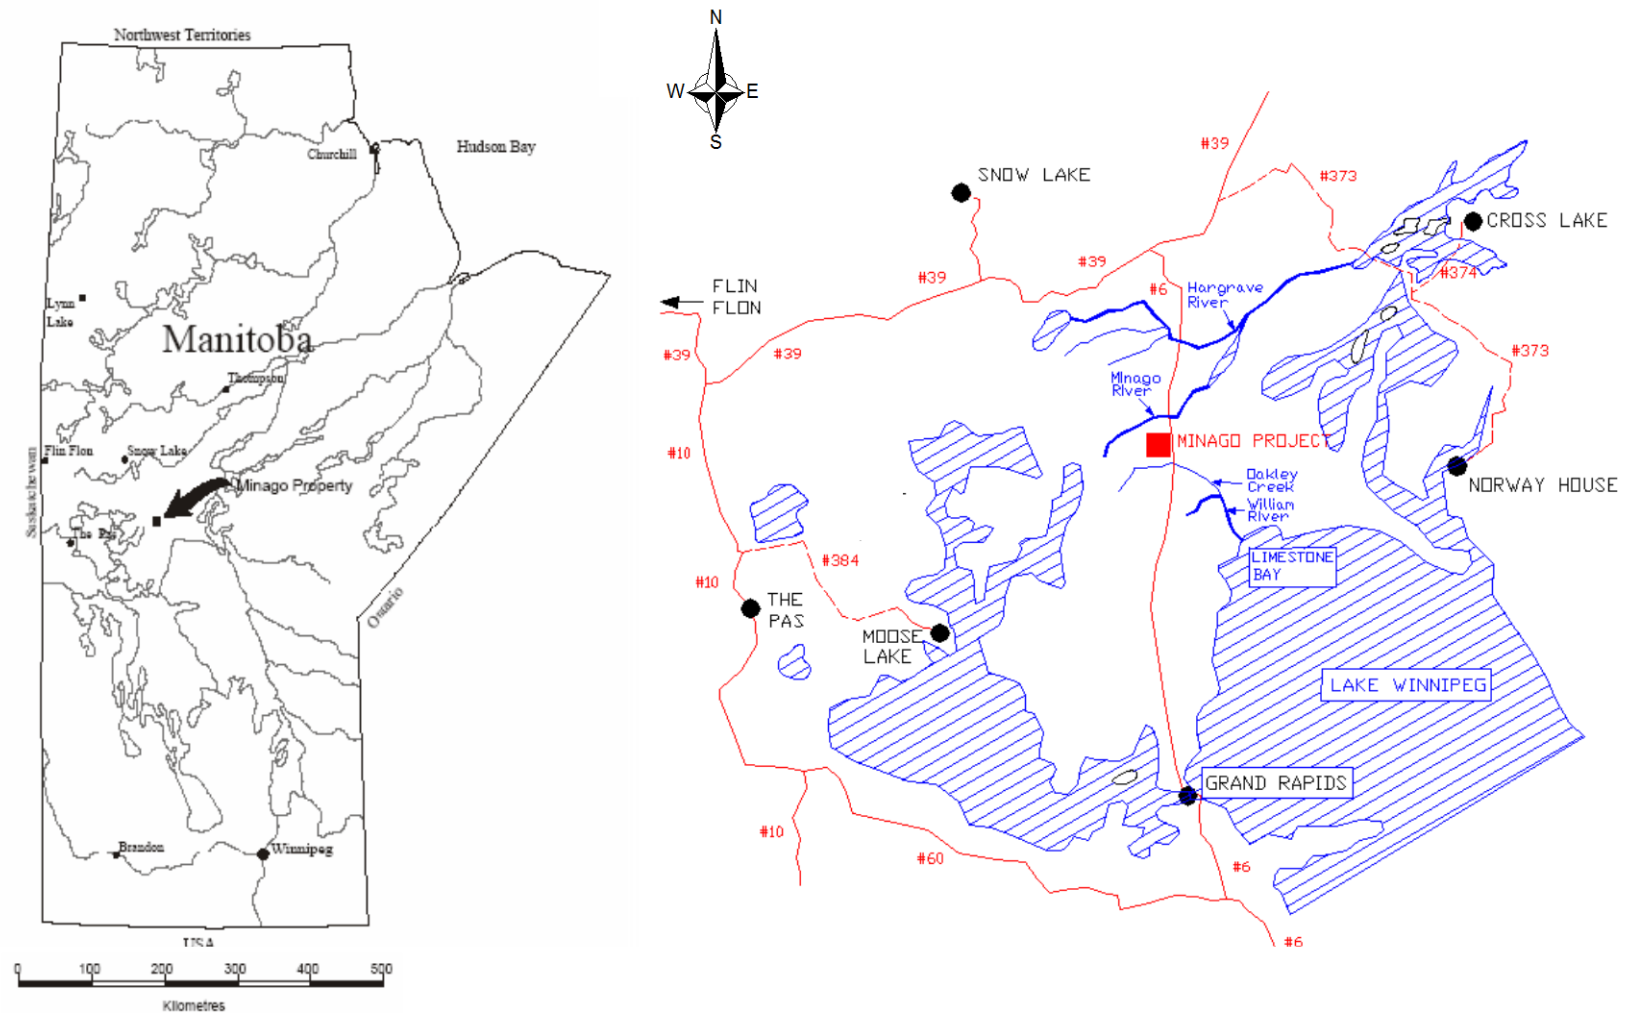 Northwest Territories
Churchill
Hudson Bay
Lynn
Lake
Manitoba
Thompson
Flin Flon
Snow Lake
Minago Property
Saskatchewan
The Pas
Ontario
Brandon
Winnipeg
USA
0 100 200 300 400 500
Kilometres
N
W E
S
#39
SNOW LAKE
#373
CROSS LAKE
#39
#39
#374
FLIN
FLON
#6
Hargrave
River
#39
#39
#373
Minago
River
#10
MINAGO PROJECT
Oakley
Creek
NORWAY HOUSE
William
River
#384
LIMESTONE
BAY
#10
THE
PAS
MOOSE
LAKE
LAKE WINNIPEG
GRAND RAPIDS
#10
#60
#6
#6